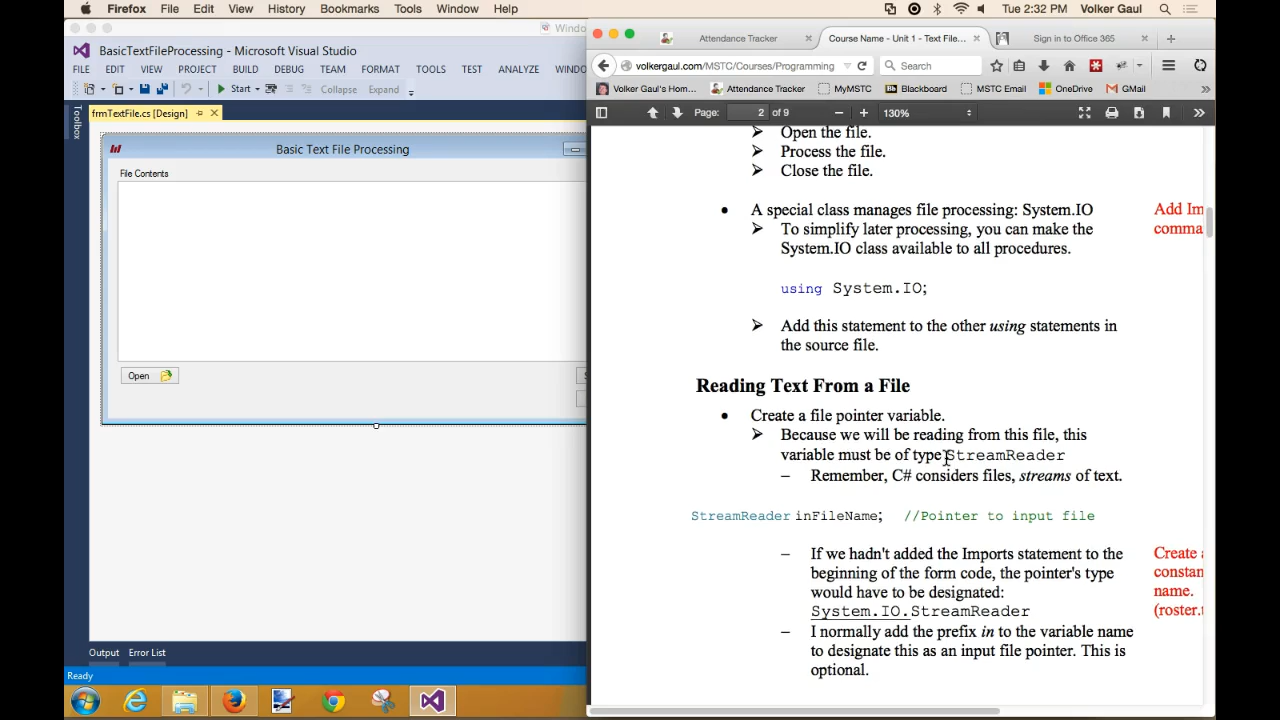 Firefox File Edit View History Bookmarks Tools Window Help Tue 2:32 PM Volker Gaul
Windo
BasicTextFileProcessing - Microsoft Visual Studio
FILE EDIT VIEW PROJECT BUILD DEBUG TEAM FORMAT TOOLS TEST ANALYZE WINDO
Start Collapse Expand
frmTextFile.cs [Design]
Toolbox
Basic Text File Processing
File Contents
Open
Output Error List
Ready
Attendance Tracker Course Name - Unit 1 - Text File... Sign in to Office 365
volkergaul.com/MSTC/Courses/Programming Search
Volker Gaul's Hom... Attendance Tracker MyMSTC Blackboard MSTC Email OneDrive GMail
Page: 2 of 9 130%
➢ Open the file.
➢ Process the file.
➢ Close the file.
• A special class manages file processing: System.IO
➢ To simplify later processing, you can make the
System.IO class available to all procedures.
using System.IO;
➢ Add this statement to the other using statements in
the source file.
Add Im
comma
Reading Text From a File
• Create a file pointer variable.
➢ Because we will be reading from this file, this
variable must be of type StreamReader
– Remember, C# considers files, streams of text.
StreamReader inFileName; //Pointer to input file
– If we hadn't added the Imports statement to the
beginning of the form code, the pointer's type
would have to be designated:
System.IO.StreamReader
– I normally add the prefix in to the variable name
to designate this as an input file pointer. This is
optional.
Create a
constan
name.
(roster.t